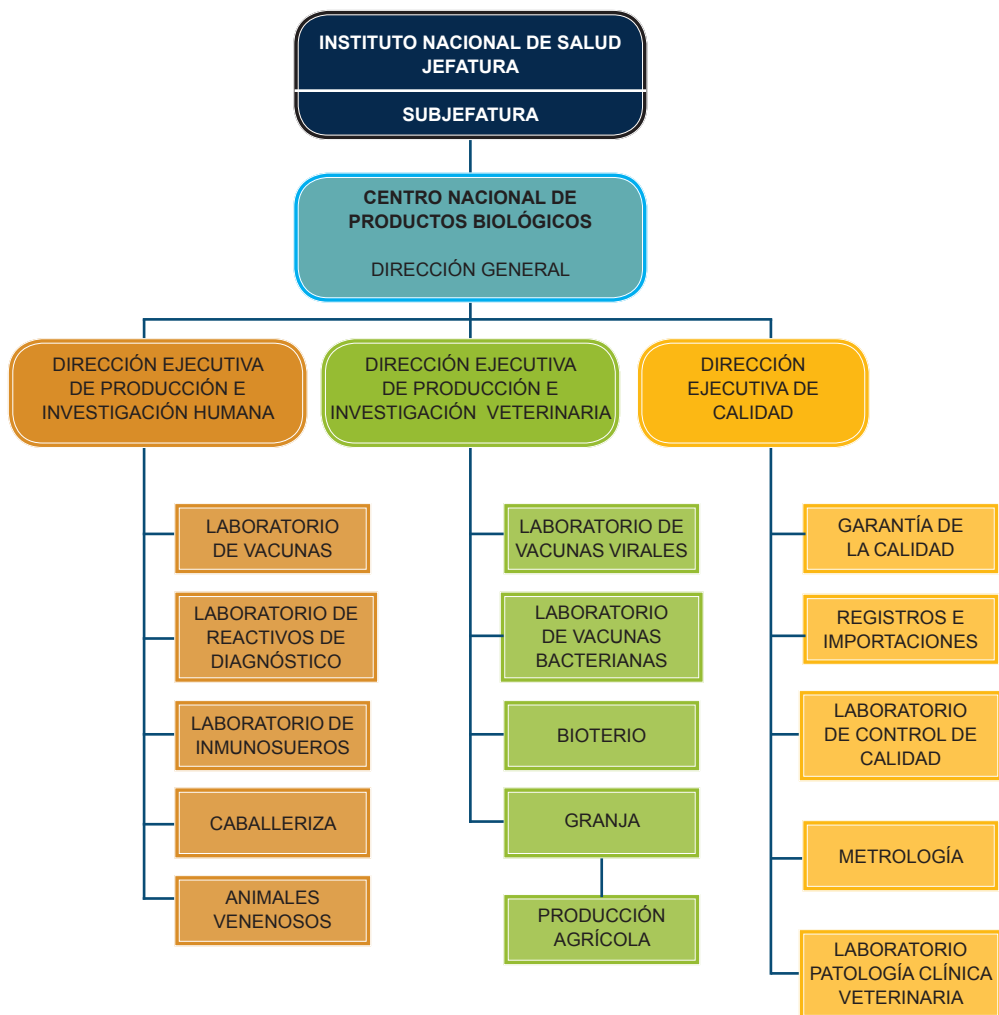 INSTITUTO NACIONAL DE SALUD
JEFATURA
SUBJEFATURA
CENTRO NACIONAL DE
PRODUCTOS BIOLÓGICOS
DIRECCIÓN GENERAL
DIRECCIÓN EJECUTIVA
DE PRODUCCIÓN E
INVESTIGACIÓN HUMANA
DIRECCIÓN EJECUTIVA
DE PRODUCCIÓN E
INVESTIGACIÓN VETERINARIA
DIRECCIÓN
EJECUTIVA DE
CALIDAD
LABORATORIO
DE VACUNAS
LABORATORIO DE
REACTIVOS DE
DIAGNÓSTICO
LABORATORIO DE
INMUNOSUEROS
CABALLERIZA
ANIMALES
VENENOSOS
LABORATORIO DE
VACUNAS VIRALES
LABORATORIO
DE VACUNAS
BACTERIANAS
BIOTERIO
GRANJA
PRODUCCIÓN
AGRÍCOLA
GARANTÍA DE
LA CALIDAD
REGISTROS E
IMPORTACIONES
LABORATORIO
DE CONTROL DE
CALIDAD
METROLOGÍA
LABORATORIO
PATOLOGÍA CLÍNICA
VETERINARIA